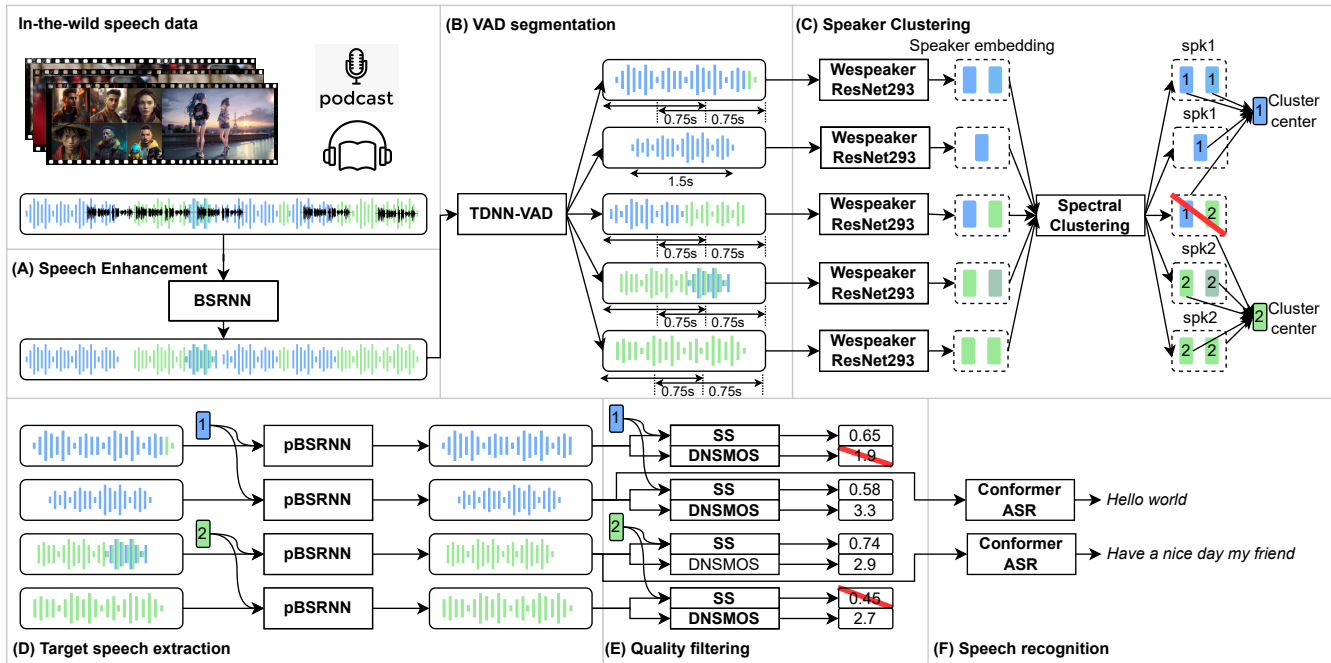 In-the-wild speech data
podcast
(A) Speech Enhancement
BSRNN
(B) VAD segmentation
TDNN-VAD
0.75s 0.75s
1.5s
0.75s 0.75s
0.75s 0.75s
0.75s 0.75s
(C) Speaker Clustering
Speaker embedding
Wespeaker
ResNet293
Wespeaker
ResNet293
Wespeaker
ResNet293
Wespeaker
ResNet293
Wespeaker
ResNet293
Spectral
Clustering
spk1
1 1
spk1
1
1 2
spk2
2 2
spk2
2 2
1
Cluster
center
2
Cluster
center
1
pBSRNN
pBSRNN
2
pBSRNN
pBSRNN
(D) Target speech extraction
1
SS 0.65
DNSMOS 1.9
SS 0.58
DNSMOS 3.3
2
SS 0.74
DNSMOS 2.9
SS 0.45
DNSMOS 2.7
(E) Quality filtering
Conformer
ASR
Hello world
Conformer
ASR
Have a nice day my friend
(F) Speech recognition